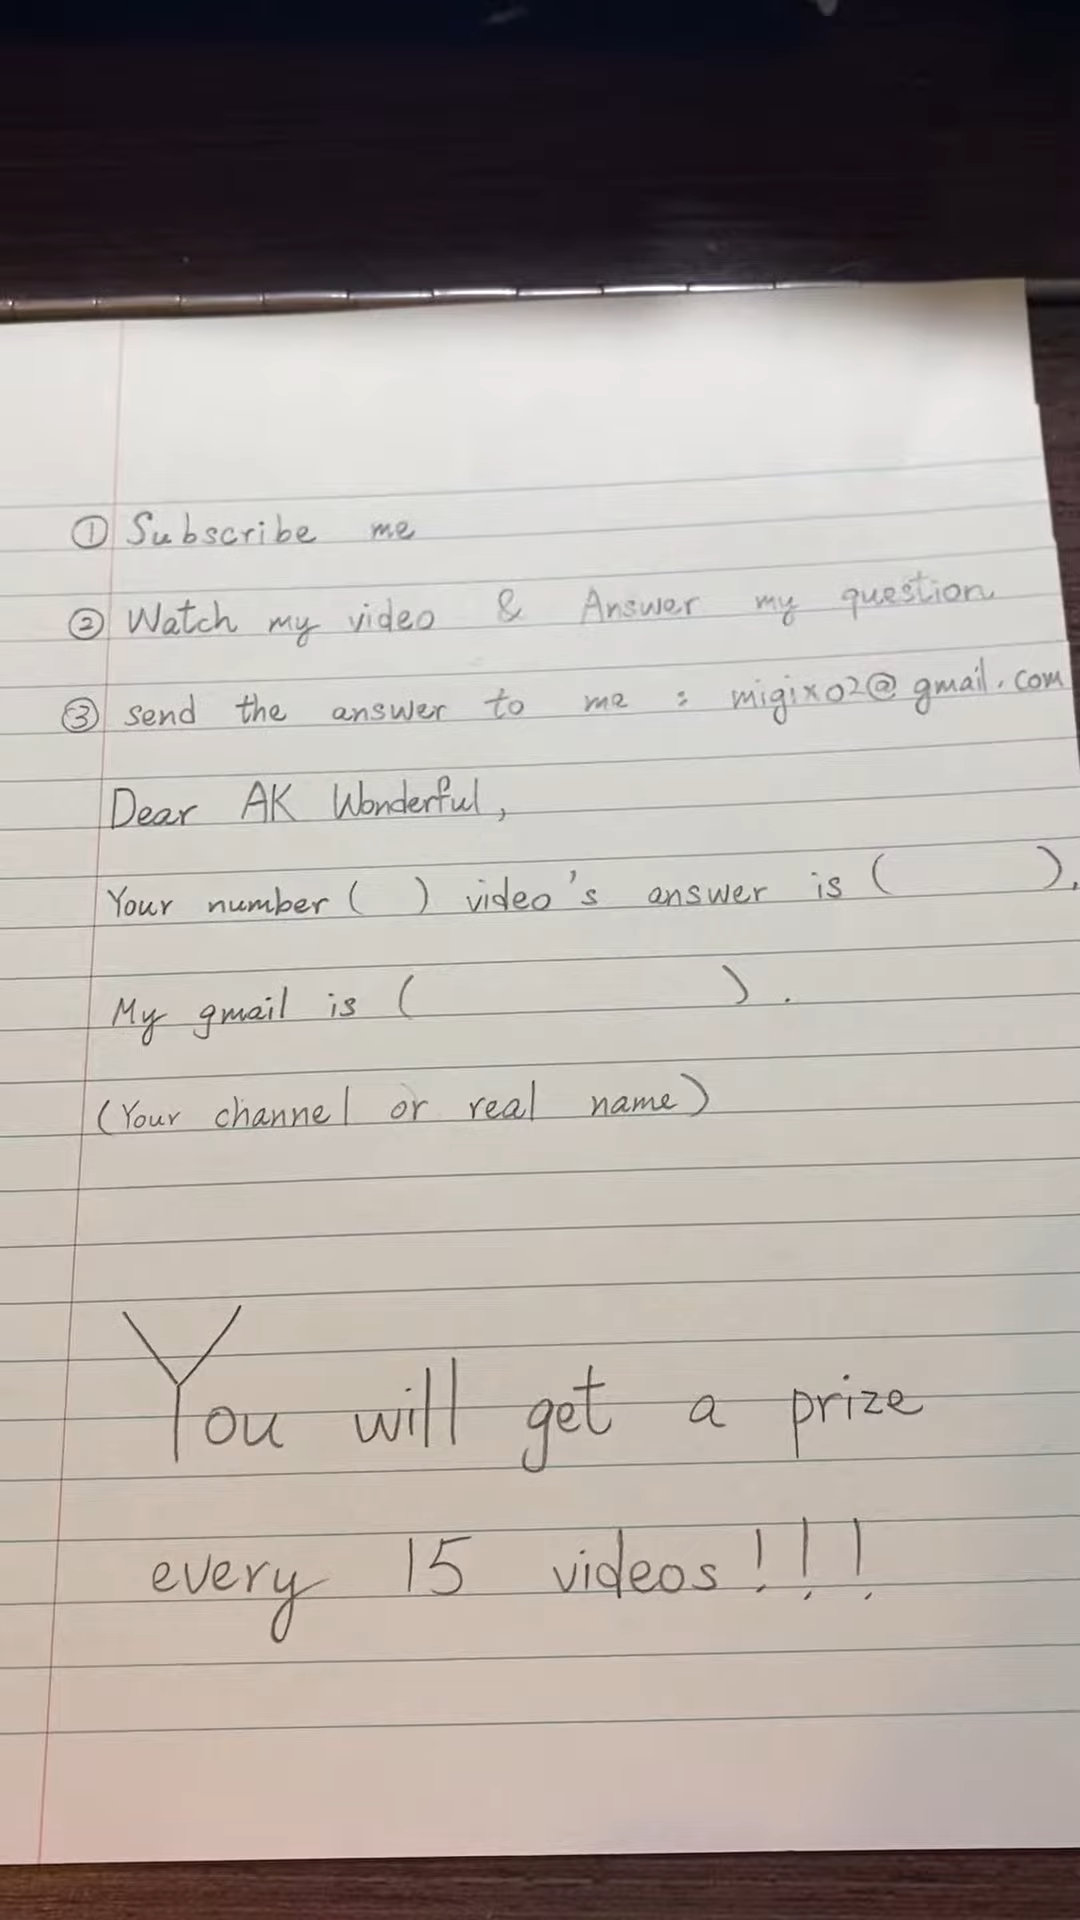 ① Subscribe me
② Watch my video & Answer my question
③ send the answer to me : migixo2@gmail.com
Dear AK Wonderful,
Your number ( ) video's answer is ( ).
My gmail is ( ).
(Your channel or real name)
You will get a prize
every 15 videos!!!